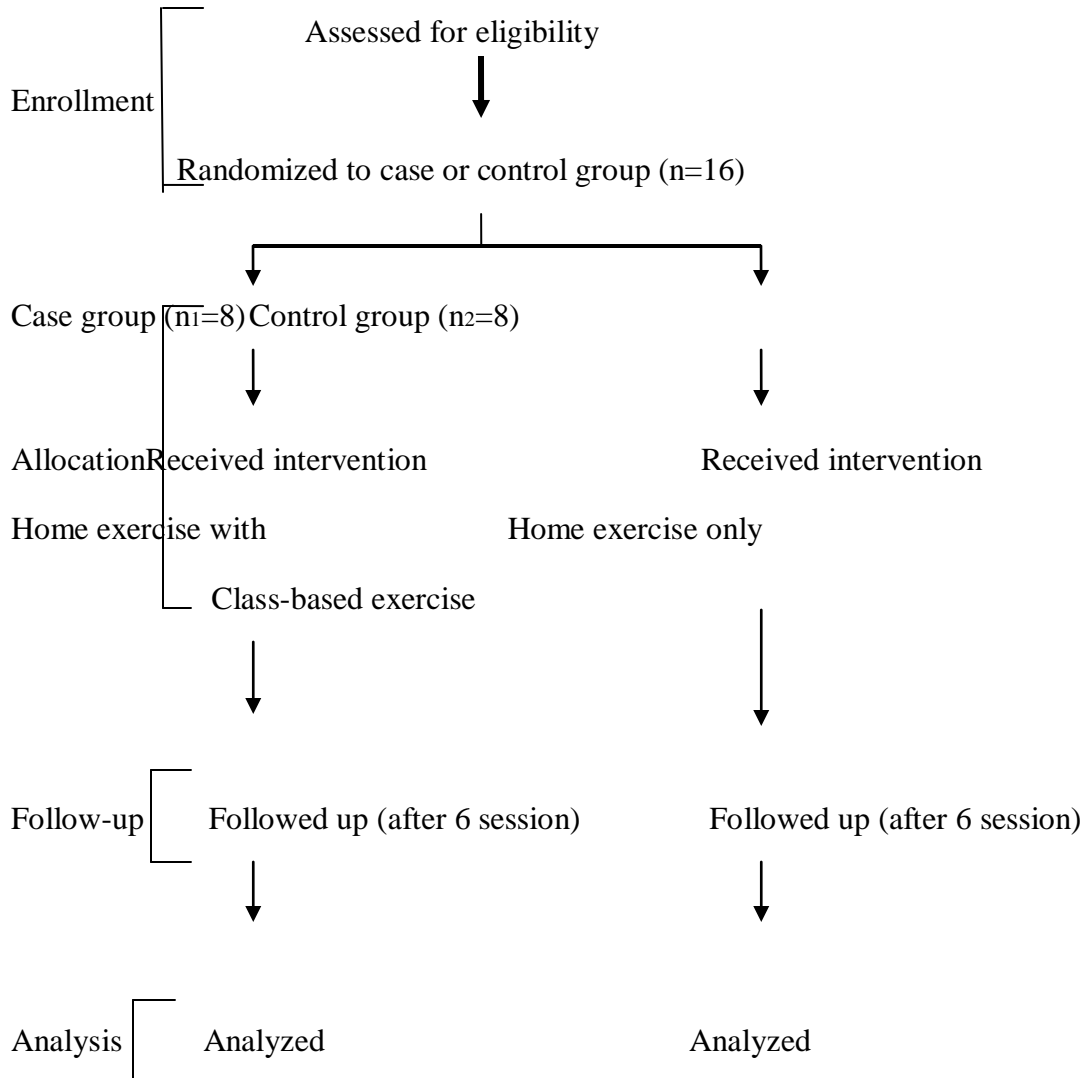 Assessed for eligibility
Enrollment
Randomized to case or control group (n=16)
Case group (n1=8) Control group (n2=8)
AllocationReceived intervention Received intervention
Home exercise with Home exercise only
Class-based exercise
Follow-up Followed up (after 6 session) Followed up (after 6 session)
Analysis Analyzed Analyzed